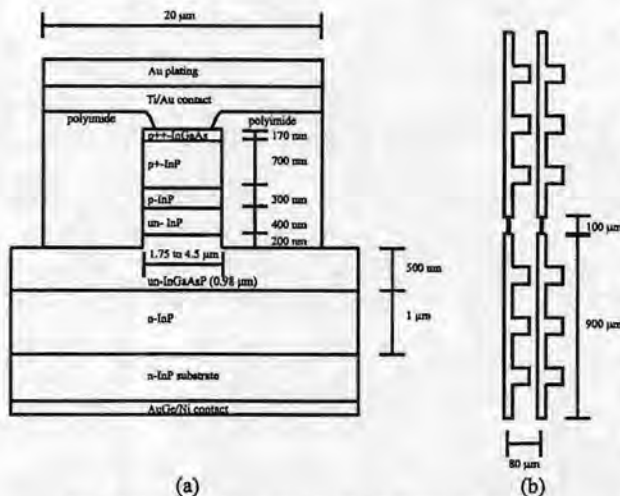 20 µm
Au plating
Ti/Au contact
polyimide
polyimide
p++-InGaAs
170 nm
p+-InP
700 nm
p-InP
300 nm
un- InP
400 nm
200 nm
1.75 to 4.5 µm
un-InGaAsP (0.98 µm)
500 nm
n-InP
1 µm
n-InP substrate
AuGe/Ni contact
(a)
100 µm
900 µm
80 µm
(b)